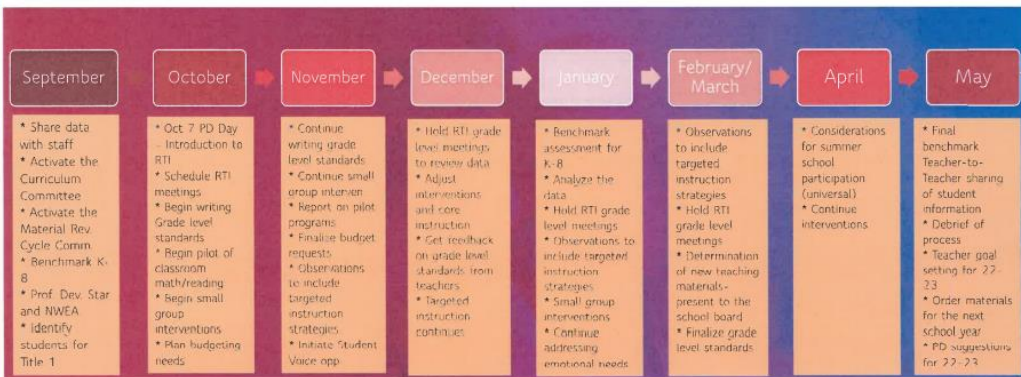 September
October
November
December
January
February/
March
April
May
* Share data
with staff
* Activate the
Curriculum
Committee
* Activate the
Material Rev.
Cycle Comm.
* Benchmark K-
8
* Prof. Dev. Star
and NWEA
* Identify
students for
Title 1
* Oct 7 PD Day
- Introduction to
RTI
* Schedule RTI
meetings
* Begin writing
Grade level
standards
* Begin pilot of
classroom
math/reading
* Begin small
group
interventions
* Plan budgeting
needs
* Continue
writing grade
level standards
* Continue small
group interven
* Report on pilot
programs
* Finalize budget
requests
* Observations
to include
targeted
instruction
strategies.
* Initiate Student
Voice opp
* Hold RTI grade
level meetings
to review data
* Adjust
interventions
and core
instruction
* Get feedback
on grade level
standards from
teachers
* Targeted
instruction
continues
* Benchmark
assessment for
K-8
* Analyze the
data
* Hold RTI grade
level meetings
* Observations to
include targeted
instruction
strategies
* Small group
interventions
* Continue
addressing
emotional needs
* Observations
to include
targeted
instruction
strategies
* Hold RTI
grade level
meetings
* Determination
of new teaching
materials-
present to the
school board
* Finalize grade
level standards
* Considerations
for summer
school
participation
(universal)
* Continue
interventions
* Final
benchmark
Teacher-to-
Teacher sharing
of student
information
* Debrief of
process
* Teacher goal
setting for 22-
23
* Order materials
for the next
school year
* PD suggestions
for 22-23